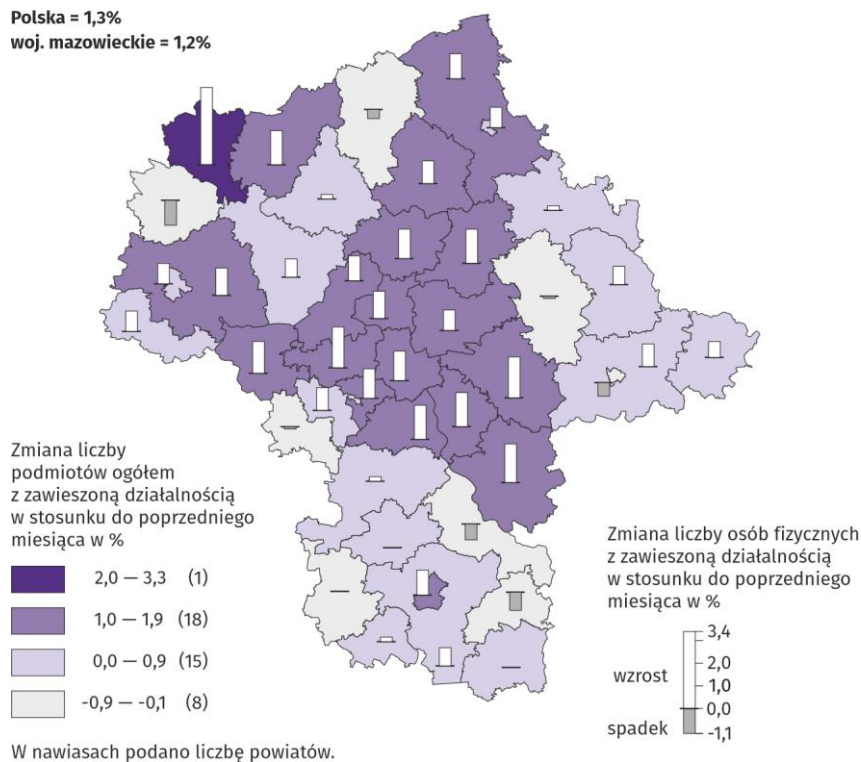 Polska = 1,3%
woj. mazowieckie = 1,2%
Zmiana liczby
podmiotów ogółem
z zawieszoną działalnością
w stosunku do poprzedniego
miesiąca w %
2,0 — 3,3 (1)
1,0 — 1,9 (18)
0,0 — 0,9 (15)
-0,9 — -0,1 (8)
W nawiasach podano liczbę powiatów.
Zmiana liczby osób fizycznych
z zawieszoną działalnością
w stosunku do poprzedniego
miesiąca w %
3,4
2,0
wzrost
1,0
0,0
spadek
-1,1